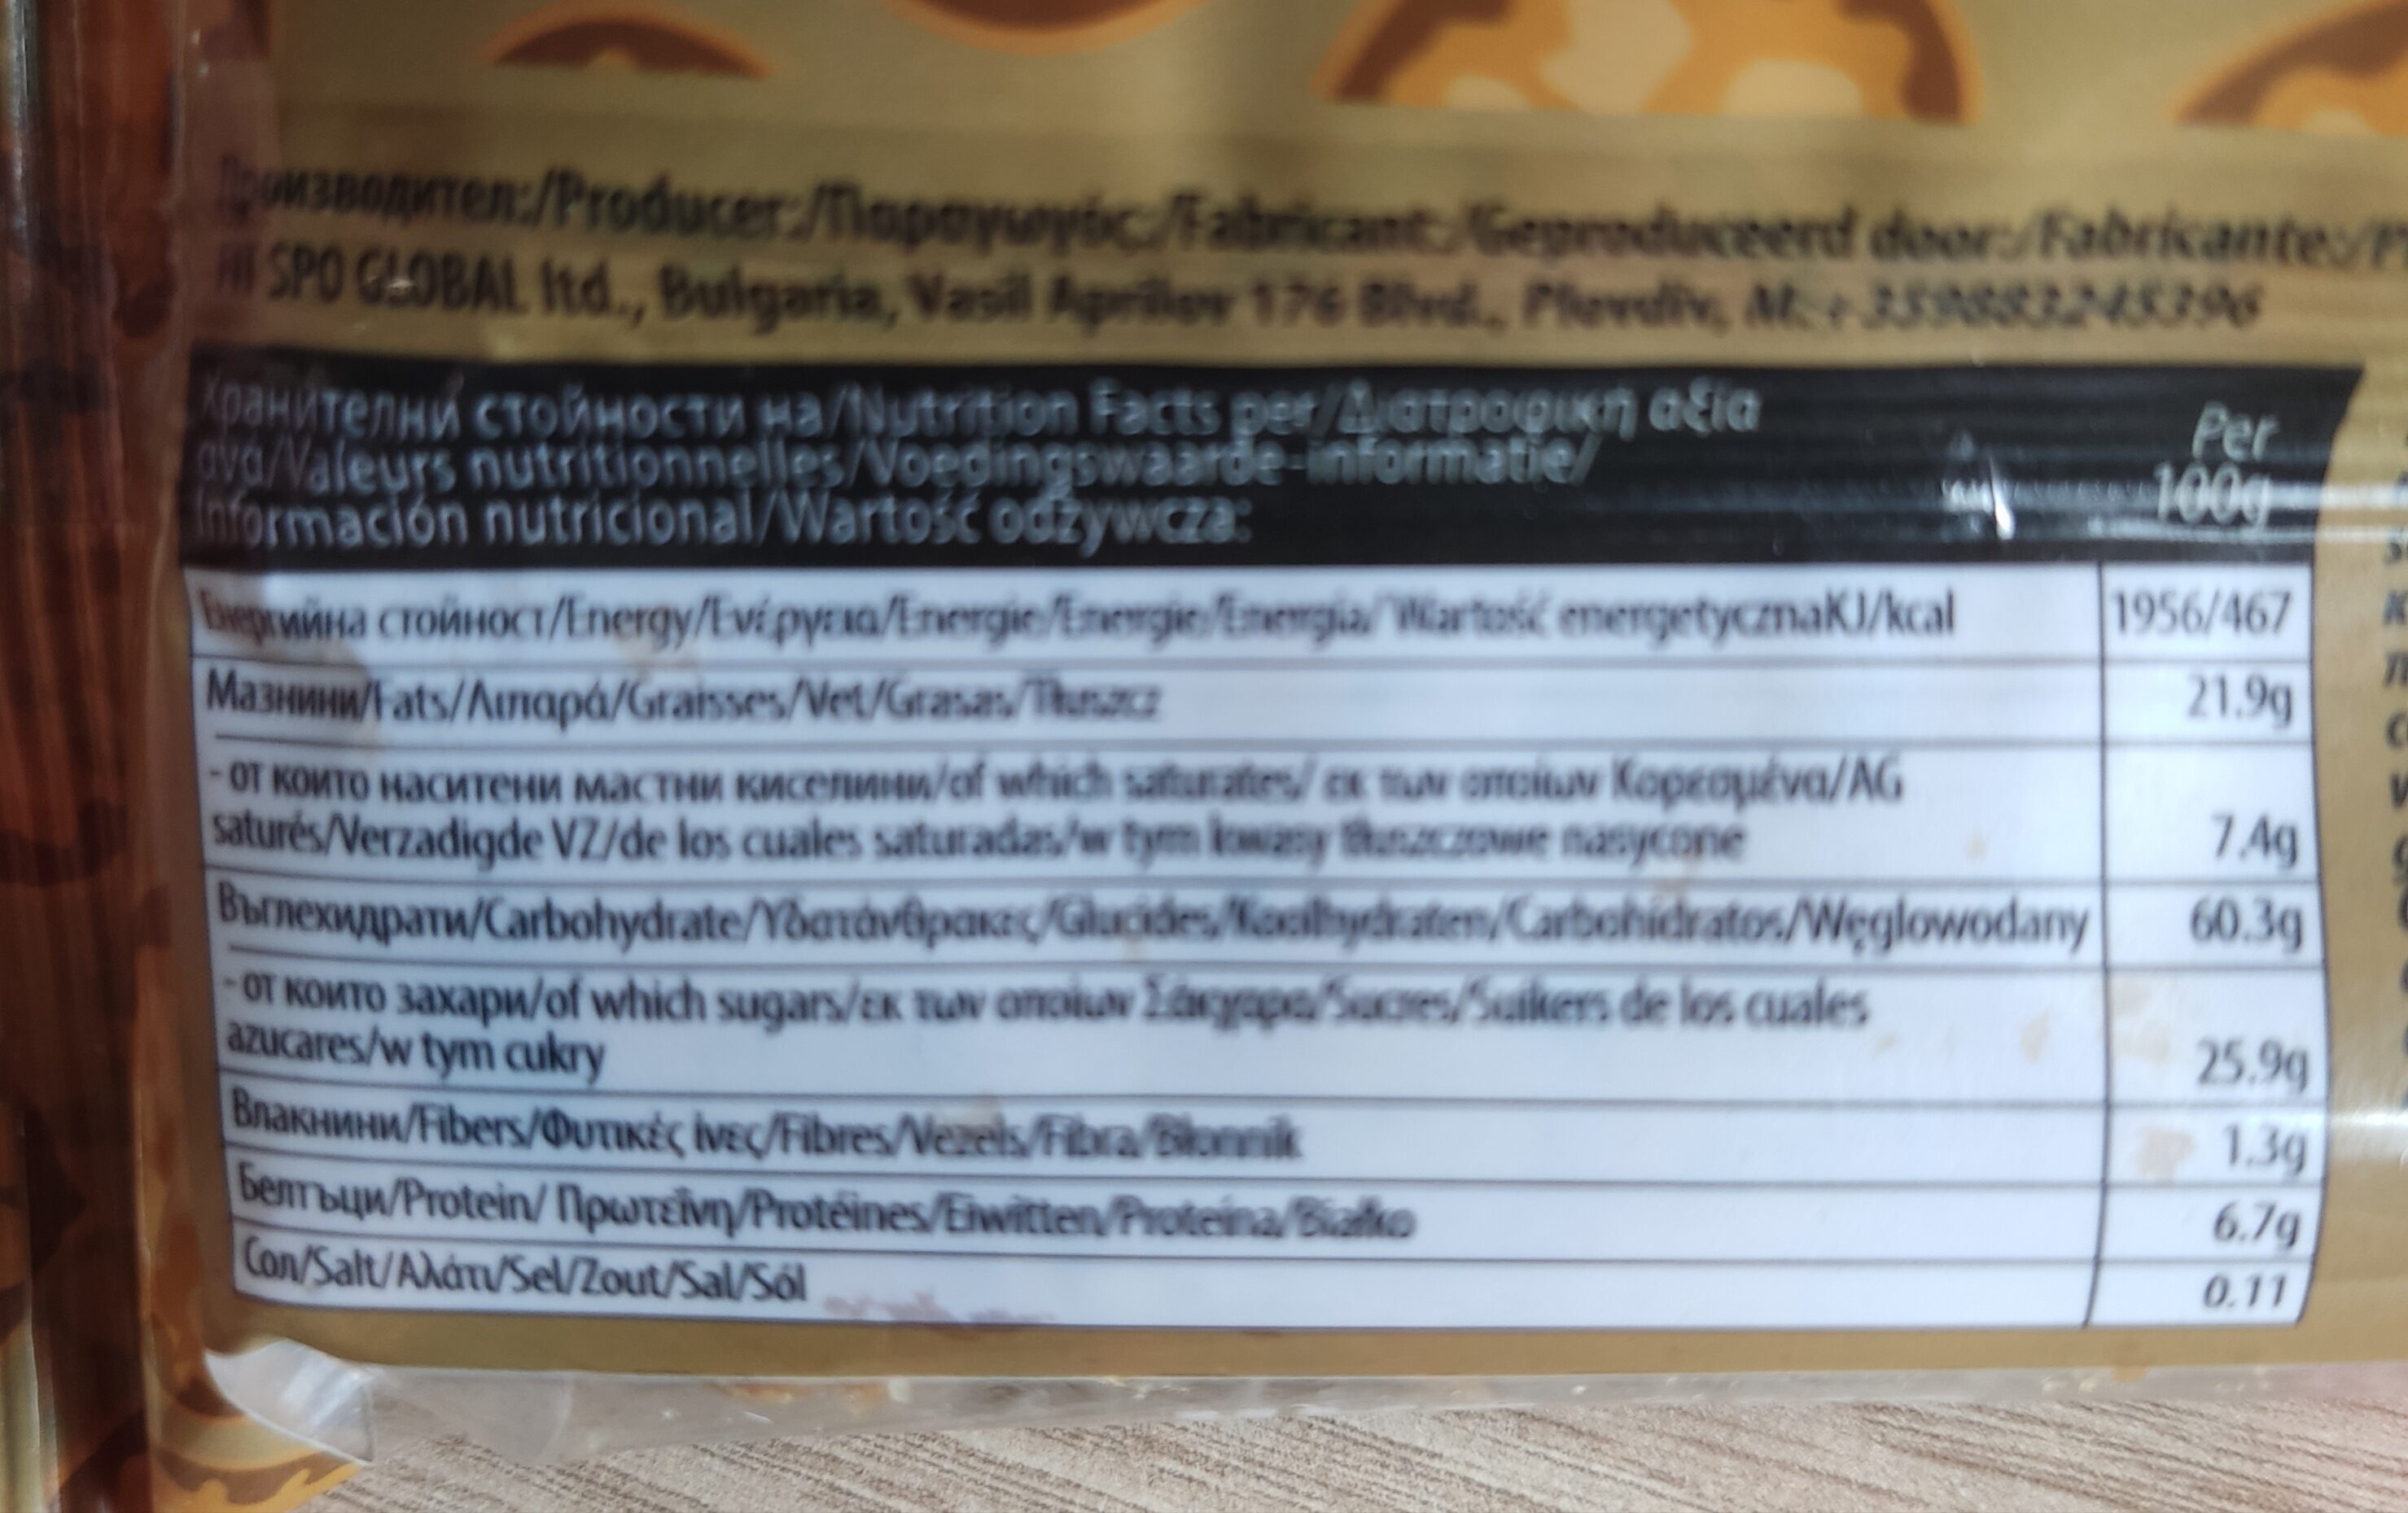 Производител:/Producer:/Παραγωγός:/Fabricant:/Geproduceerd door:/Fabricante:/
HI SPO GLOBAL ltd., Bulgaria, Vasil Aprilov 176 Blvd., Plovdiv, M.:+359883245396
Хранителни стойности на/Nutrition Facts per/Διατροφική αξία
ανα/Valeurs nutritionnelles/Voedingswaarde-informatie/
Información nutricional/Wartość odżywcza:
Per
100g
Енергийна стойност/Energy/Ενέργεια/Energie/Energie/Energía/ Wartość energetycznaKJ/kcal 1956/467
Мазнини/Fats/Λιπαρά/Graisses/Vet/Grasas/Tłuszcz 21.9g
- от които наситени мастни киселини/of which saturates/ εκ των οποίων Κορεσμένα/AG
saturés/Verzadigde VZ/de los cuales saturadas/w tym kwasy tłuszczowe nasycone 7.4g
Въглехидрати/Carbohydrate/Υδατάνθρακες/Glucides/Koolhydraten/Carbohidratos/Węglowodany 60.3g
- от които захари/of which sugars/εκ των οποίων Σάκχαρα/Sucres/Suikers de los cuales
azucares/w tym cukry 25.9g
Влакнини/Fibers/Φυτικές ίνες/Fibres/Vezels/Fibra/Błonnik 1.3g
Белтъци/Protein/ Πρωτεΐνη/Protéines/Eiwitten/Proteína/Białko 6.7g
Сол/Salt/Αλάτι/Sel/Zout/Sal/Sól 0.11